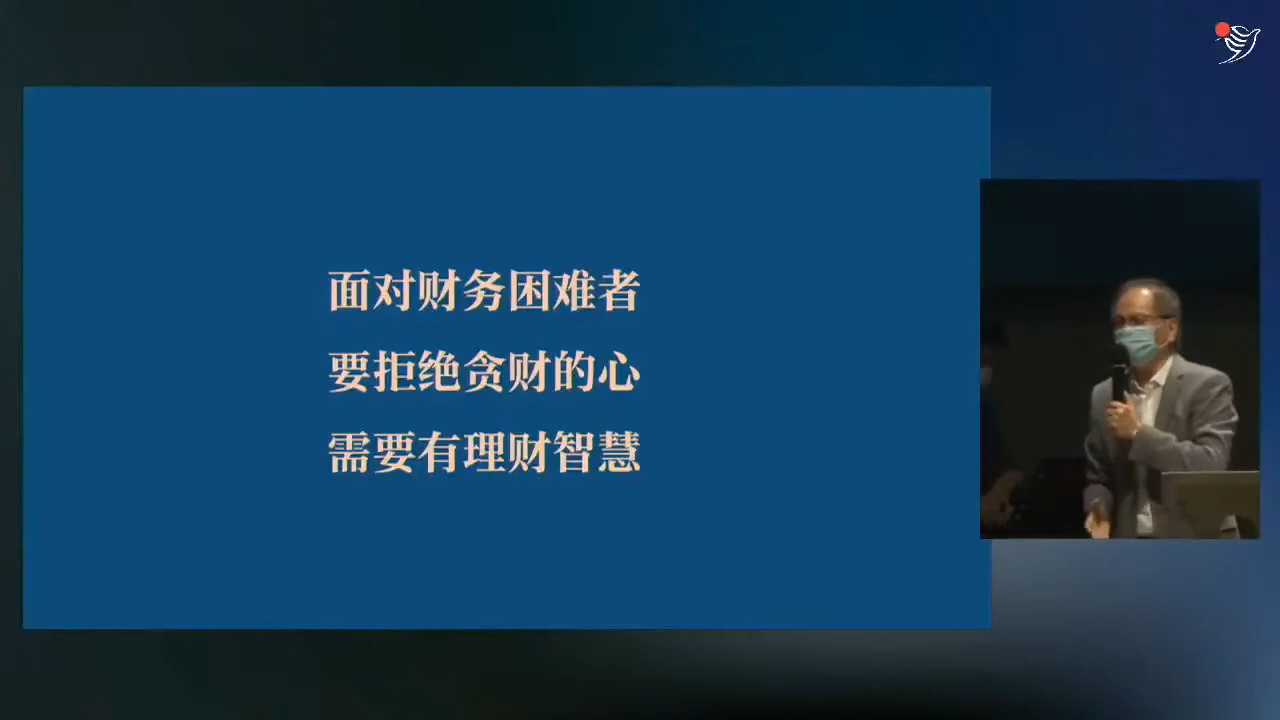 面对财务困难者
要拒绝贪财的心
需要有理财智慧